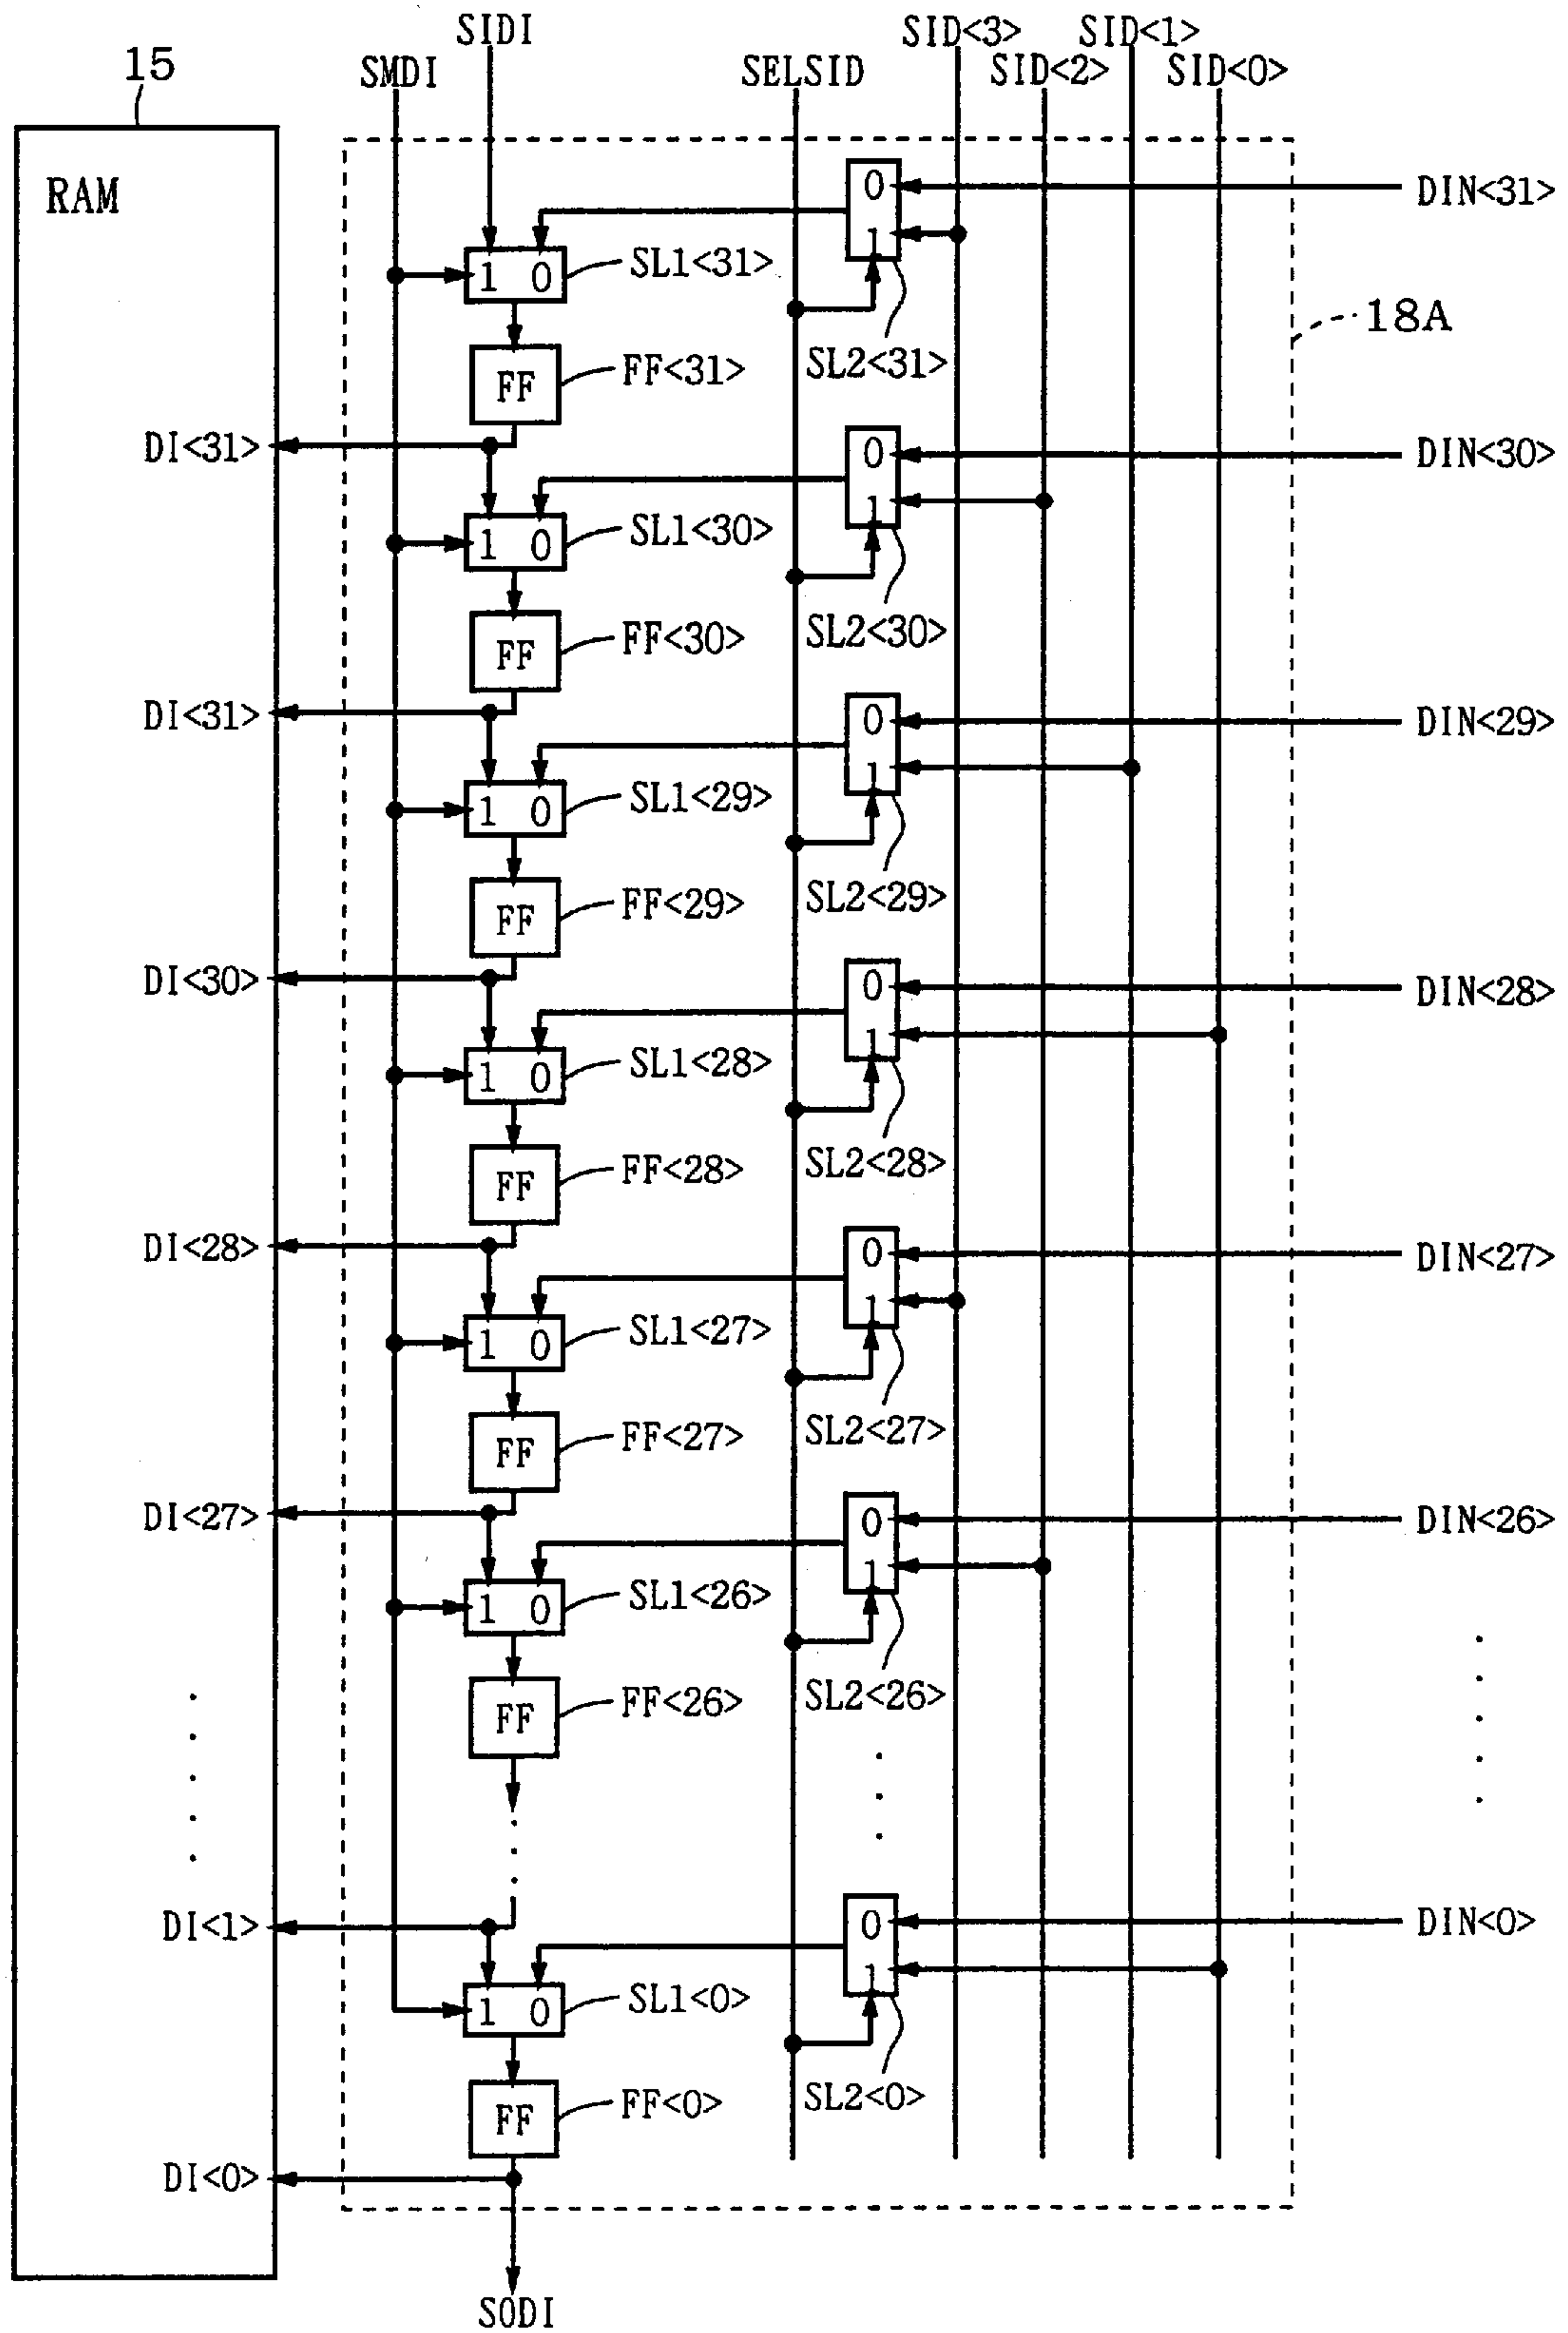 SIDI
SID<3>
SID<1>
15
SMDI
SELSID
SID<2>
SID<0>
RAM
0
DIN<31>
1
1 0
SL1<31>
18A
SL2<31>
FF
FF<31>
DI<31>
0
DIN<30>
1
1 0
SL1<30>
SL2<30>
FF
FF<30>
DI<31>
0
DIN<29>
1
1 0
SL1<29>
SL2<29>
FF
FF<29>
DI<30>
0
DIN<28>
1
1 0
SL1<28>
SL2<28>
FF
FF<28>
DI<28>
0
DIN<27>
1
1 0
SL1<27>
SL2<27>
FF
FF<27>
DI<27>
0
DIN<26>
1
1 0
SL1<26>
SL2<26>
FF
FF<26>
DI<1>
0
DIN<0>
1
1 0
SL1<0>
SL2<0>
FF
FF<0>
DI<0>
SODI